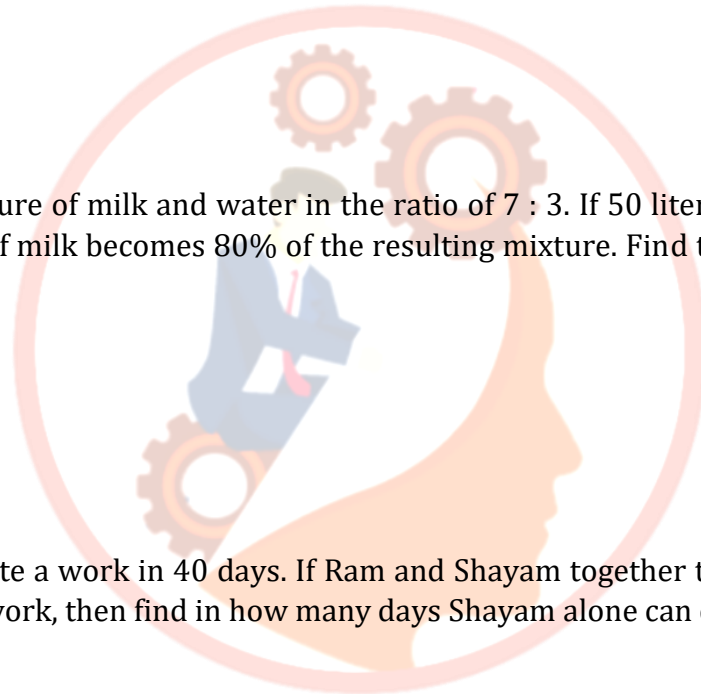 ure of milk and water in the ratio of 7 : 3. If 50 liter
f milk becomes 80% of the resulting mixture. Find t
te a work in 40 days. If Ram and Shayam together t
work, then find in how many days Shayam alone can